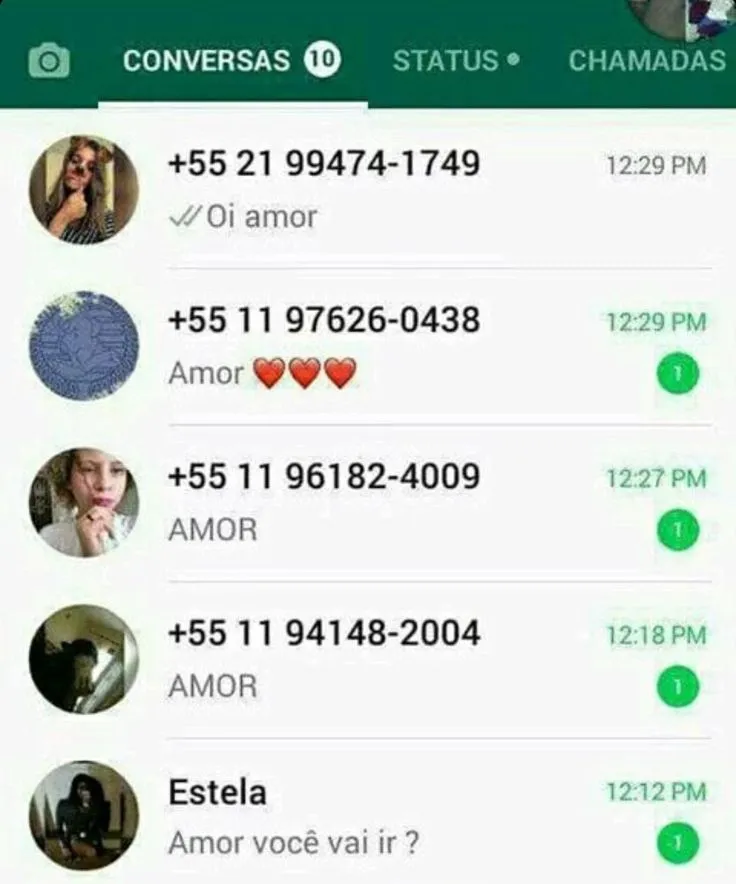 CONVERSAS 10 STATUS • CHAMADAS
+55 21 99474-1749 12:29 PM
Oi amor
+55 11 97626-0438 12:29 PM
Amor ❤️❤️❤️ 1
+55 11 96182-4009 12:27 PM
AMOR 1
+55 11 94148-2004 12:18 PM
AMOR 1
Estela 12:12 PM
Amor você vai ir ? 1